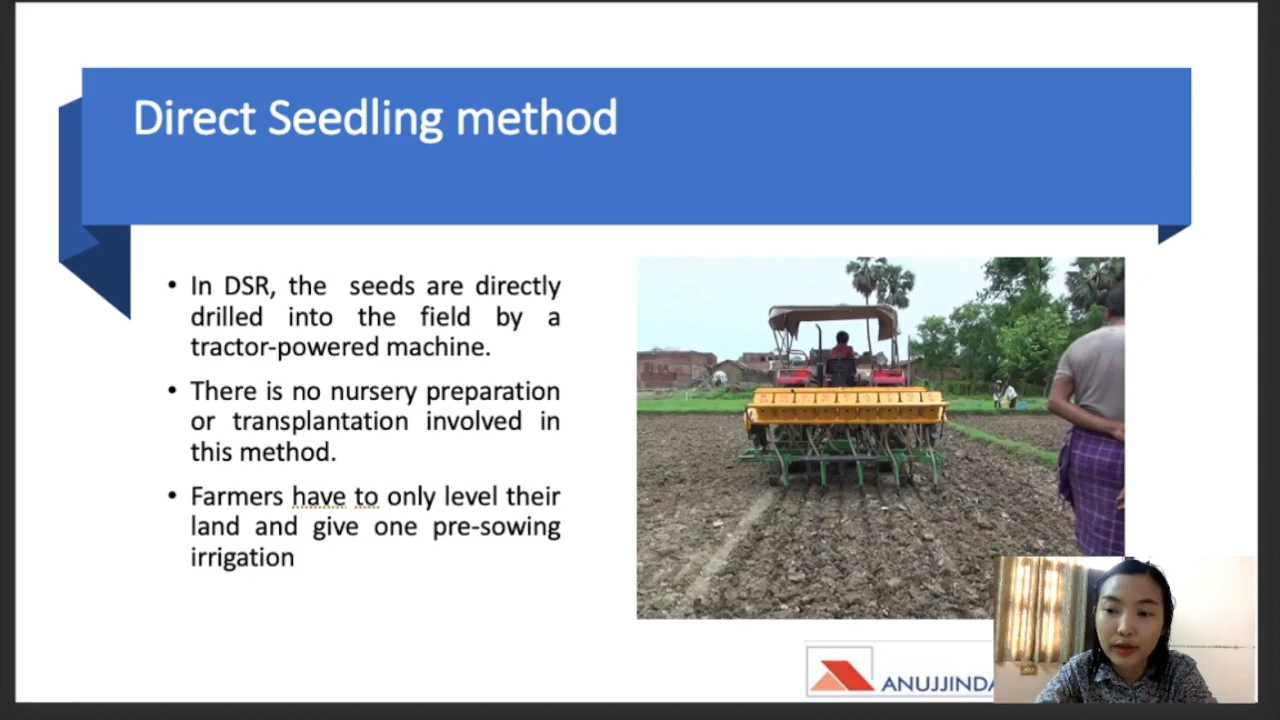 Direct Seedling method
• In DSR, the seeds are directly
drilled into the field by a
tractor-powered machine.
• There is no nursery preparation
or transplantation involved in
this method.
• Farmers have to only level their
land and give one pre-sowing
irrigation
ANUJJINDA